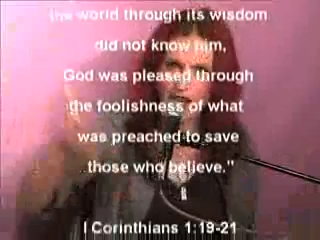 the world through its wisdom
did not know him,
God was pleased through
the foolishness of what
was preached to save
those who believe."
I Corinthians 1:19-21